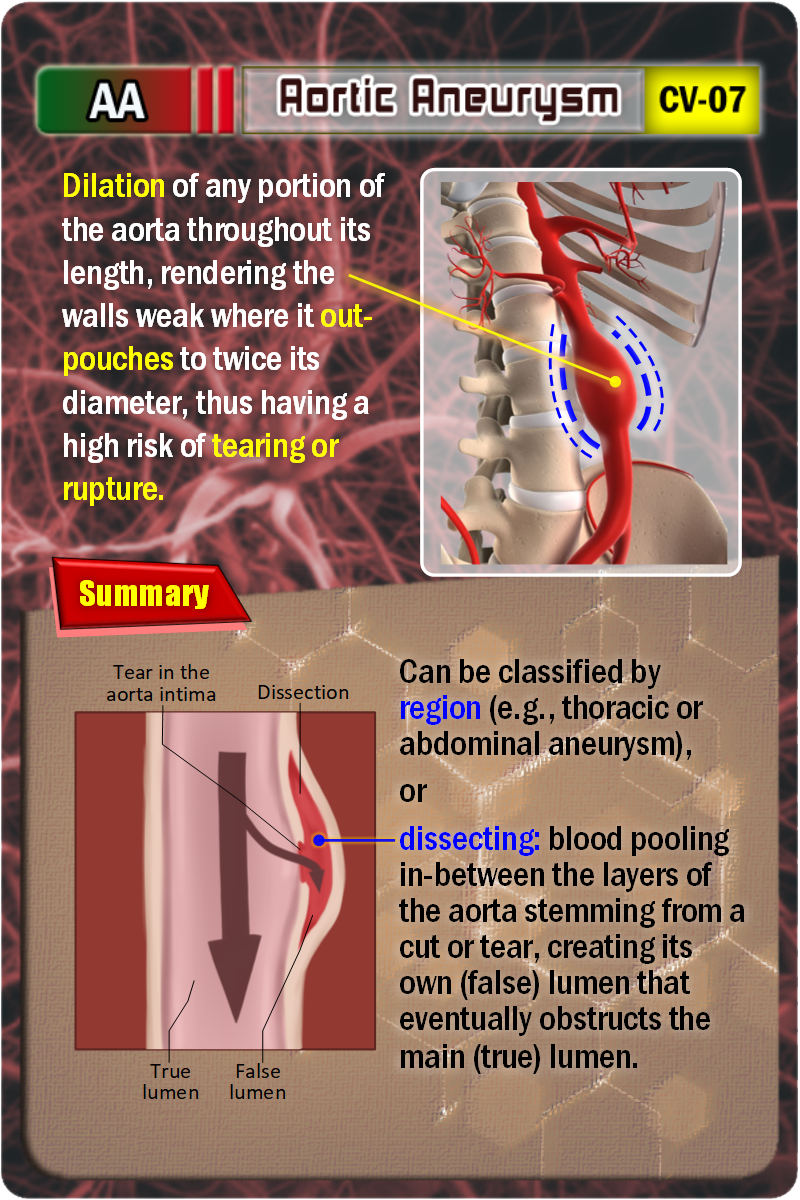 AA
Aortic Aneurysm
CV-07
Dilation of any portion of
the aorta throughout its
length, rendering the
walls weak where it out-
pouches to twice its
diameter, thus having a
high risk of tearing or
rupture.
Summary
Tear in the
aorta intima
Dissection
True
lumen
False
lumen
Can be classified by
region (e.g., thoracic or
abdominal aneurysm),
or
dissecting: blood pooling
in-between the layers of
the aorta stemming from a
cut or tear, creating its
own (false) lumen that
eventually obstructs the
main (true) lumen.